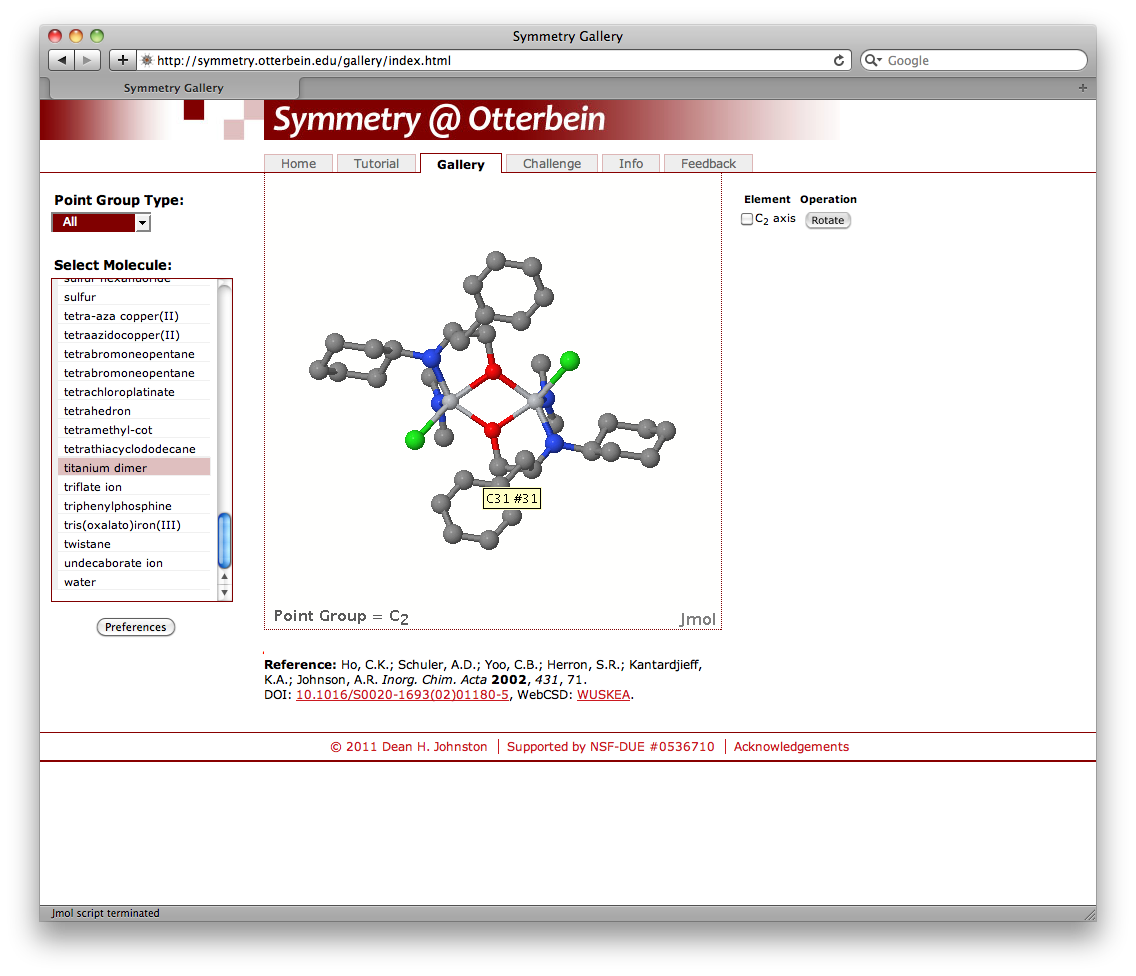 Symmetry Gallery
http://symmetry.otterbein.edu/gallery/index.html
Google
Symmetry Gallery
Symmetry @ Otterbein
Home Tutorial Gallery Challenge Info Feedback
Point Group Type:
All
Select Molecule:
sulfur
tetra-aza copper(II)
tetraazidocopper(II)
tetrabromoneopentane
tetrabromoneopentane
tetrachloroplatinate
tetrahedron
tetramethyl-cot
tetrathiacyclododecane
titanium dimer
triflate ion
triphenylphosphine
tris(oxalato)iron(III)
twistane
undecaborate ion
water
Preferences
C31 #31
Point Group = C2
Jmol
Element Operation
C2 axis Rotate
Reference: Ho, C.K.; Schuler, A.D.; Yoo, C.B.; Herron, S.R.; Kantardjieff,
K.A.; Johnson, A.R. Inorg. Chim. Acta 2002, 431, 71.
DOI: 10.1016/S0020-1693(02)01180-5, WebCSD: WUSKEA.
© 2011 Dean H. Johnston | Supported by NSF-DUE #0536710 | Acknowledgements
Jmol script terminated